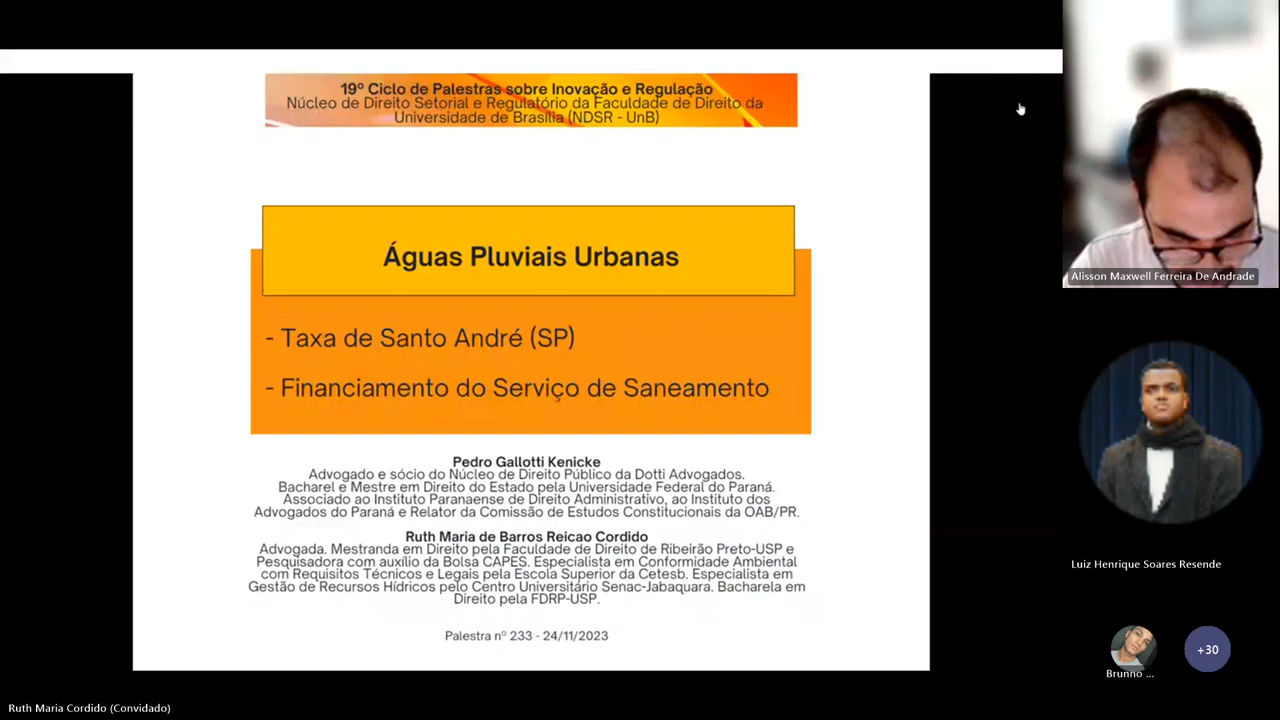 19º Ciclo de Palestras sobre Inovação e Regulação
Núcleo de Direito Setorial e Regulatório da Faculdade de Direito da
Universidade de Brasília (NDSR - UnB)
Águas Pluviais Urbanas
- Taxa de Santo André (SP)
- Financiamento do Serviço de Saneamento
Pedro Gallotti Kenicke
Advogado e sócio do Núcleo de Direito Público da Dotti Advogados,
Bacharel e Mestre em Direito do Estado pela Universidade Federal do Paraná.
Associado ao Instituto Paranaense de Direito Administrativo, ao Instituto dos
Advogados do Paraná e Relator da Comissão de Estudos Constitucionais da OAB/PR.
Ruth Maria de Barros Reicao Cordido
Advogada. Mestranda em Direito pela Faculdade de Direito de Ribeirão Preto-USP e
Pesquisadora com auxílio da Bolsa CAPES. Especialista em Conformidade Ambiental
com Requisitos Técnicos e Legais pela Escola Superior da Cetesb. Especialista em
Gestão de Recursos Hídricos pelo Centro Universitário Senac-Jabaquara. Bacharela em
Direito pela FDRP-USP.
Palestra nº 233 - 24/11/2023
Alisson Maxwell Ferreira De Andrade
Luiz Henrique Soares Resende
Brunno ...
+30
Ruth Maria Cordido (Convidado)